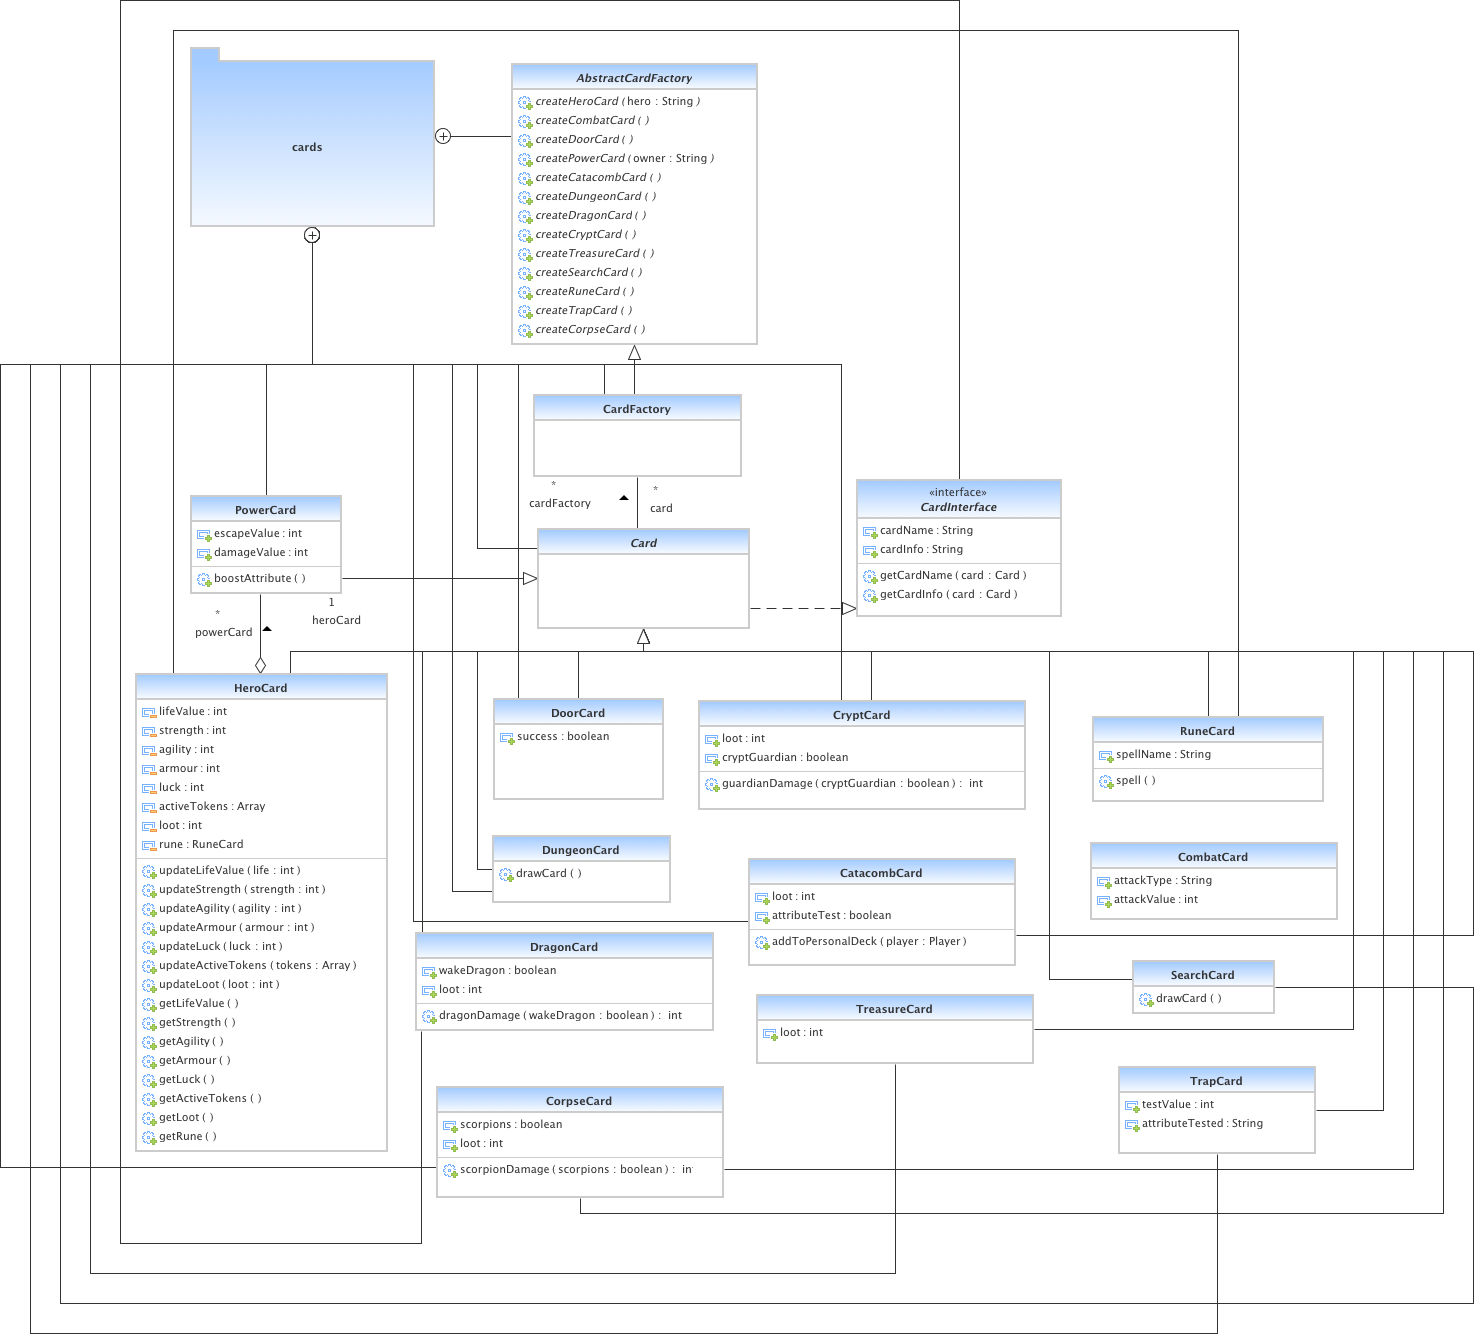 cards
AbstractCardFactory
createHeroCard (hero : String )
createCombatCard ( )
createDoorCard ( )
createPowerCard (owner : String )
createCatacombCard ( )
createDungeonCard ( )
createDragonCard ( )
createCryptCard ( )
createTreasureCard ( )
createSearchCard ( )
createRuneCard ( )
createTrapCard ( )
createCorpseCard ( )
CardFactory
*
cardFactory
*
card
«interface»
CardInterface
cardName : String
cardInfo : String
getCardName (card : Card )
getCardInfo (card : Card )
PowerCard
escapeValue : int
damageValue : int
boostAttribute ( )
Card
*
powerCard
1
heroCard
HeroCard
lifeValue : int
strength : int
agility : int
armour : int
luck : int
activeTokens : Array
loot : int
rune : RuneCard
updateLifeValue (life : int )
updateStrength (strength : int )
updateAgility (agility : int )
updateArmour (armour : int )
updateLuck (luck : int )
updateActiveTokens (tokens : Array )
updateLoot (loot : int )
getLifeValue ( )
getStrength ( )
getAgility ( )
getArmour ( )
getLuck ( )
getActiveTokens ( )
getLoot ( )
getRune ( )
DoorCard
success : boolean
CryptCard
loot : int
cryptGuardian : boolean
guardianDamage (cryptGuardian : boolean ) : int
RuneCard
spellName : String
spell ( )
DungeonCard
drawCard ( )
CatacombCard
loot : int
attributeTest : boolean
addToPersonalDeck (player : Player )
CombatCard
attackType : String
attackValue : int
DragonCard
wakeDragon : boolean
loot : int
dragonDamage (wakeDragon : boolean ) : int
SearchCard
drawCard ( )
TreasureCard
loot : int
TrapCard
testValue : int
attributeTested : String
CorpseCard
scorpions : boolean
loot : int
scorpionDamage (scorpions : boolean ) : in